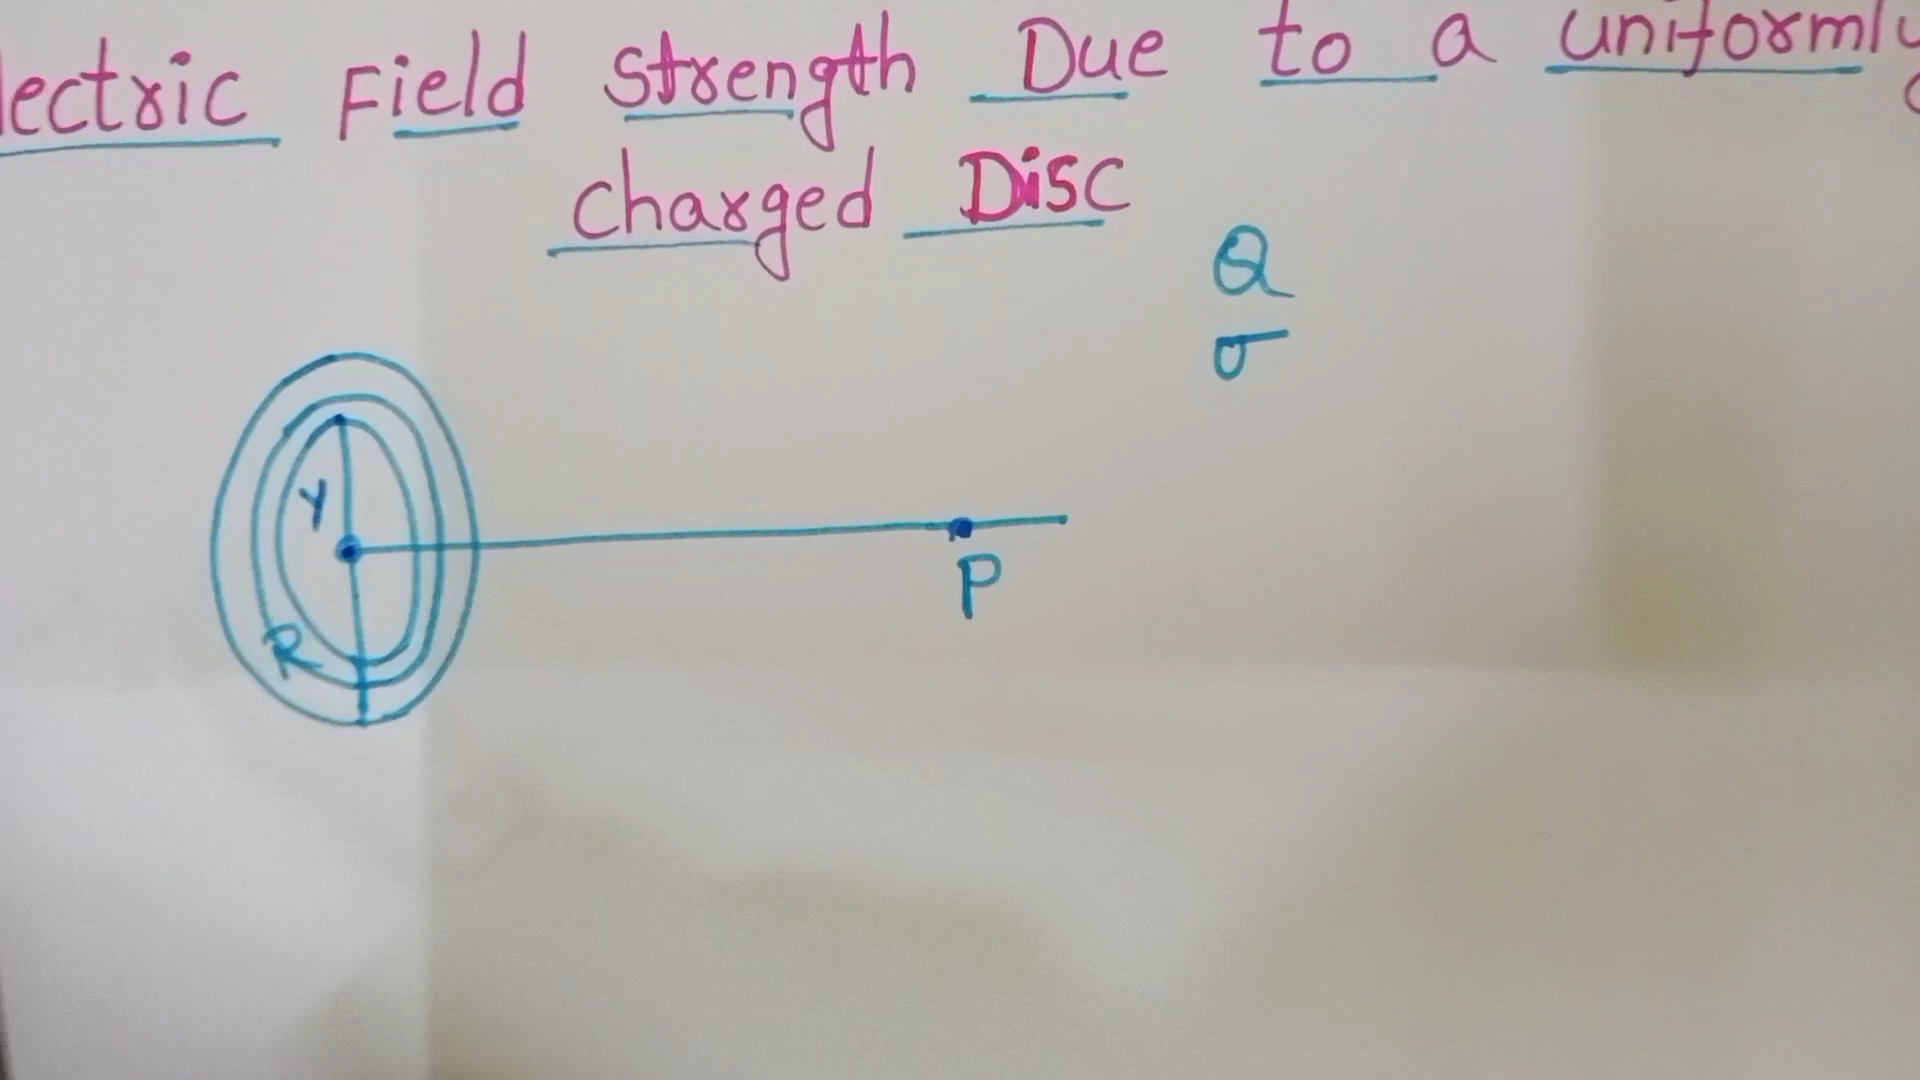 lectric Field Strength Due to a uniformly
charged Disc
Q
σ
Y
R
P